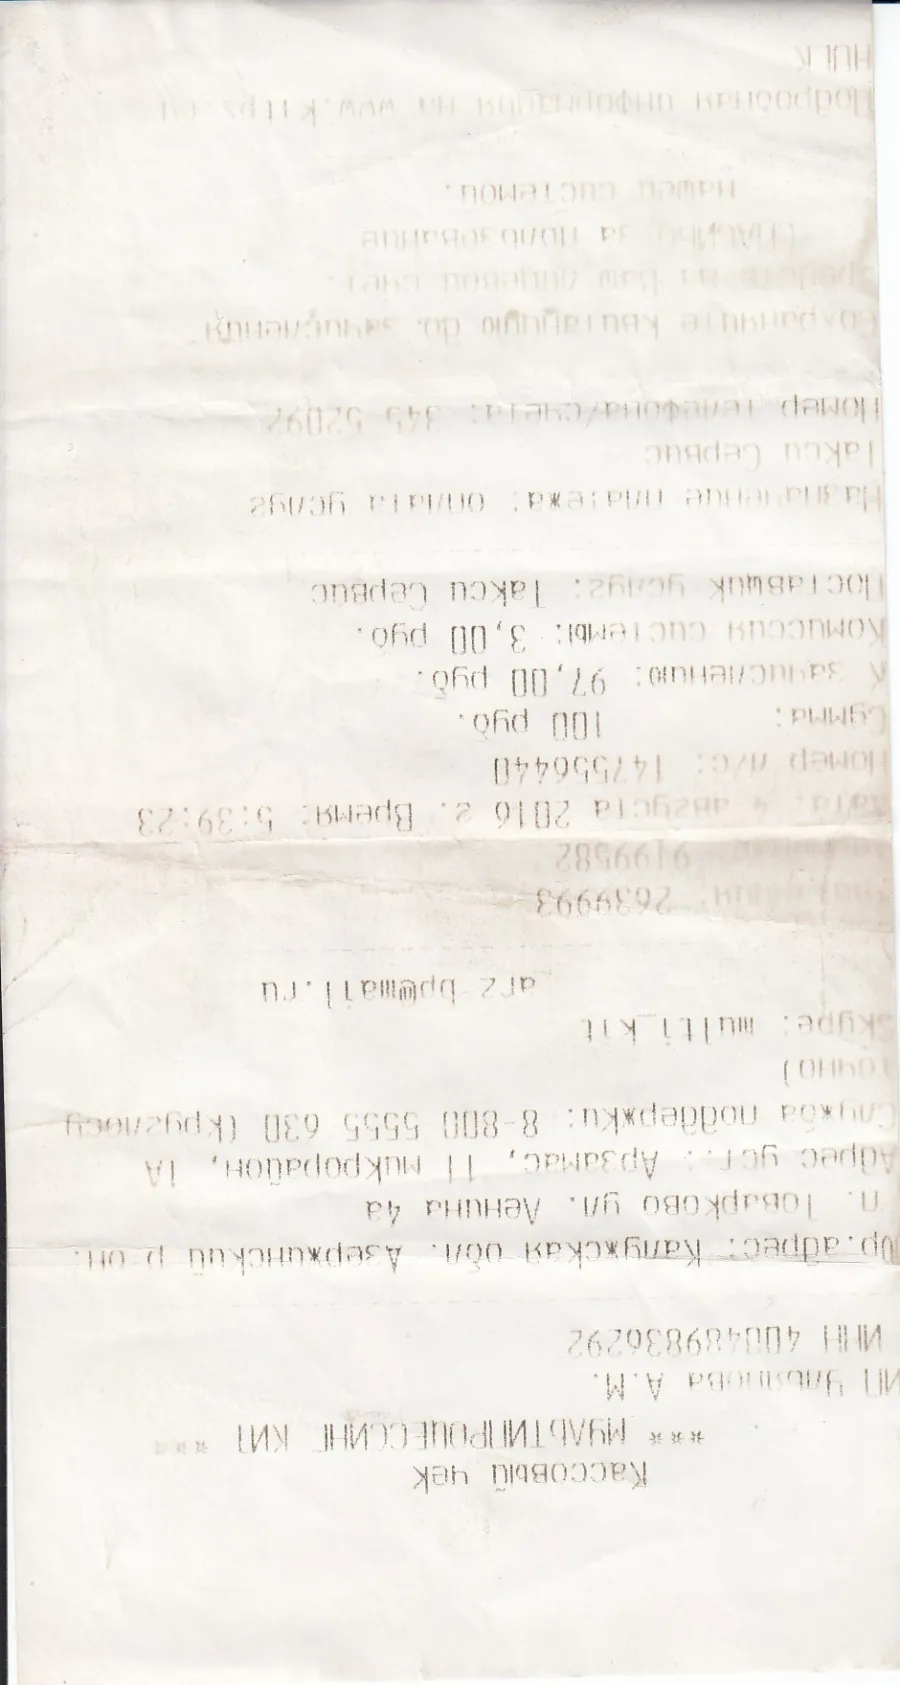 Кассовый чек
*** МУЛЬТИПРОЦЕССИНГ КИТ ***
ИП Ульянова А.М.
ИНН 400489836292
Юр.адрес: Калужская обл. Дзержинский р-он.
п. Товарково ул. Ленина 4а
Адрес уст.: Арзамас, 11 микрорайон, 1А
Служба поддержки: 8-800 5555 630 (круглосу
точно)
Skype: multi_kit
arz-bp@mail.ru
2639993
9199582
Дата: 4 августа 2016 г. Время: 5:39:23
Номер л/с: 147556440
Сумма: 100 руб.
К зачислению: 97,00 руб.
Комиссия системы: 3,00 руб.
Поставщик услуг: Такси Сервис
Назначение платежа: оплата услуг
Такси Сервис
Номер телефона/счета: 345 52092
Сохраняйте квитанцию до зачисления
средств на Ваш лицевой счет.
СПАСИБО за пользование
нашей системой.
Подробная информация на